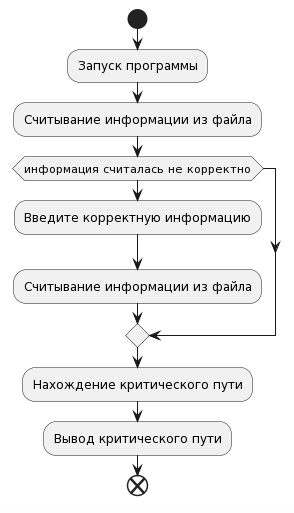 Запуск программы
Считывание информации из файла
информация считалась не корректно
Введите корректную информацию
Считывание информации из файла
Нахождение критического пути
Вывод критического пути